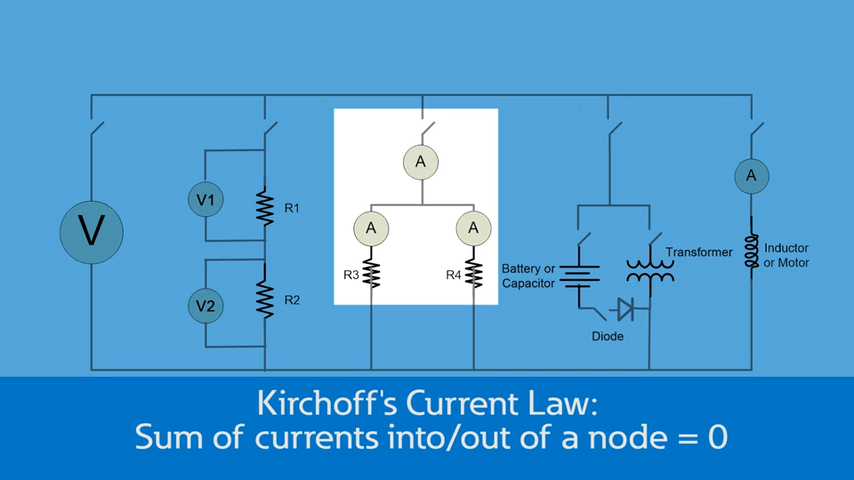 V
V1
R1
V2
R2
A
A
A
R3
R4
Battery or
Capacitor
Transformer
Diode
A
Inductor
or Motor
Kirchoff's Current Law:
Sum of currents into/out of a node = 0